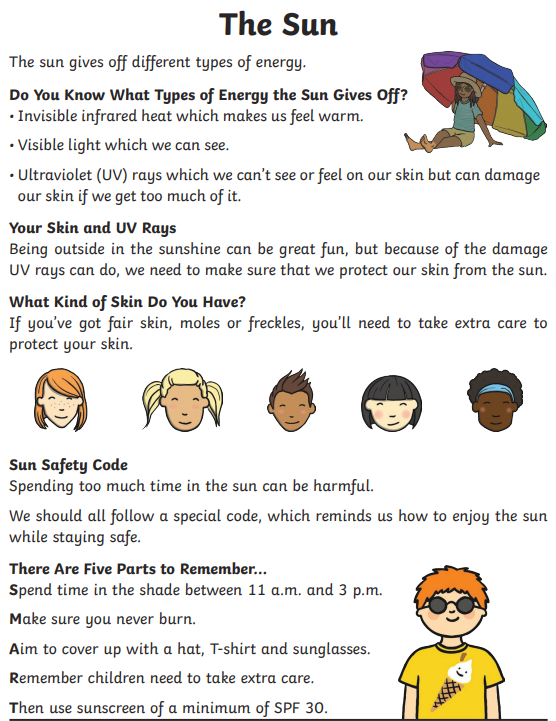 The Sun
The sun gives off different types of energy.
Do You Know What Types of Energy the Sun Gives Off?
• Invisible infrared heat which makes us feel warm.
• Visible light which we can see.
• Ultraviolet (UV) rays which we can’t see or feel on our skin but can damage
our skin if we get too much of it.
Your Skin and UV Rays
Being outside in the sunshine can be great fun, but because of the damage
UV rays can do, we need to make sure that we protect our skin from the sun.
What Kind of Skin Do You Have?
If you’ve got fair skin, moles or freckles, you’ll need to take extra care to
protect your skin.
Sun Safety Code
Spending too much time in the sun can be harmful.
We should all follow a special code, which reminds us how to enjoy the sun
while staying safe.
There Are Five Parts to Remember...
Spend time in the shade between 11 a.m. and 3 p.m.
Make sure you never burn.
Aim to cover up with a hat, T-shirt and sunglasses.
Remember children need to take extra care.
Then use sunscreen of a minimum of SPF 30.